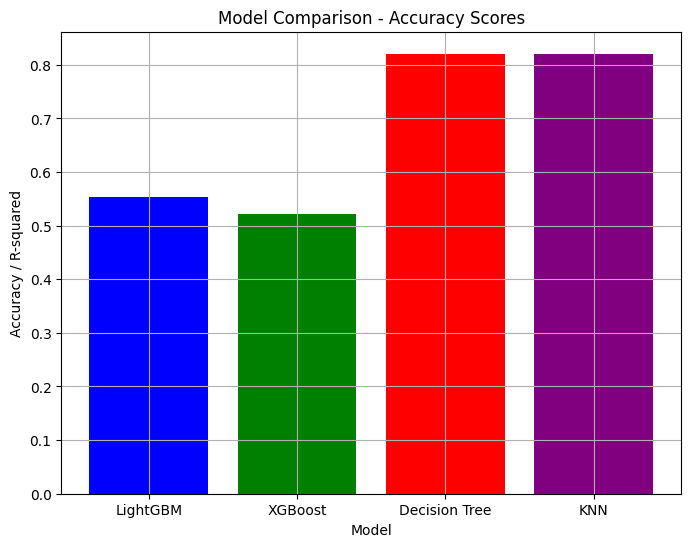 Model Comparison - Accuracy Scores
Accuracy / R-squared
0.8
0.7
0.6
0.5
0.4
0.3
0.2
0.1
0.0
LightGBM XGBoost Decision Tree KNN
Model